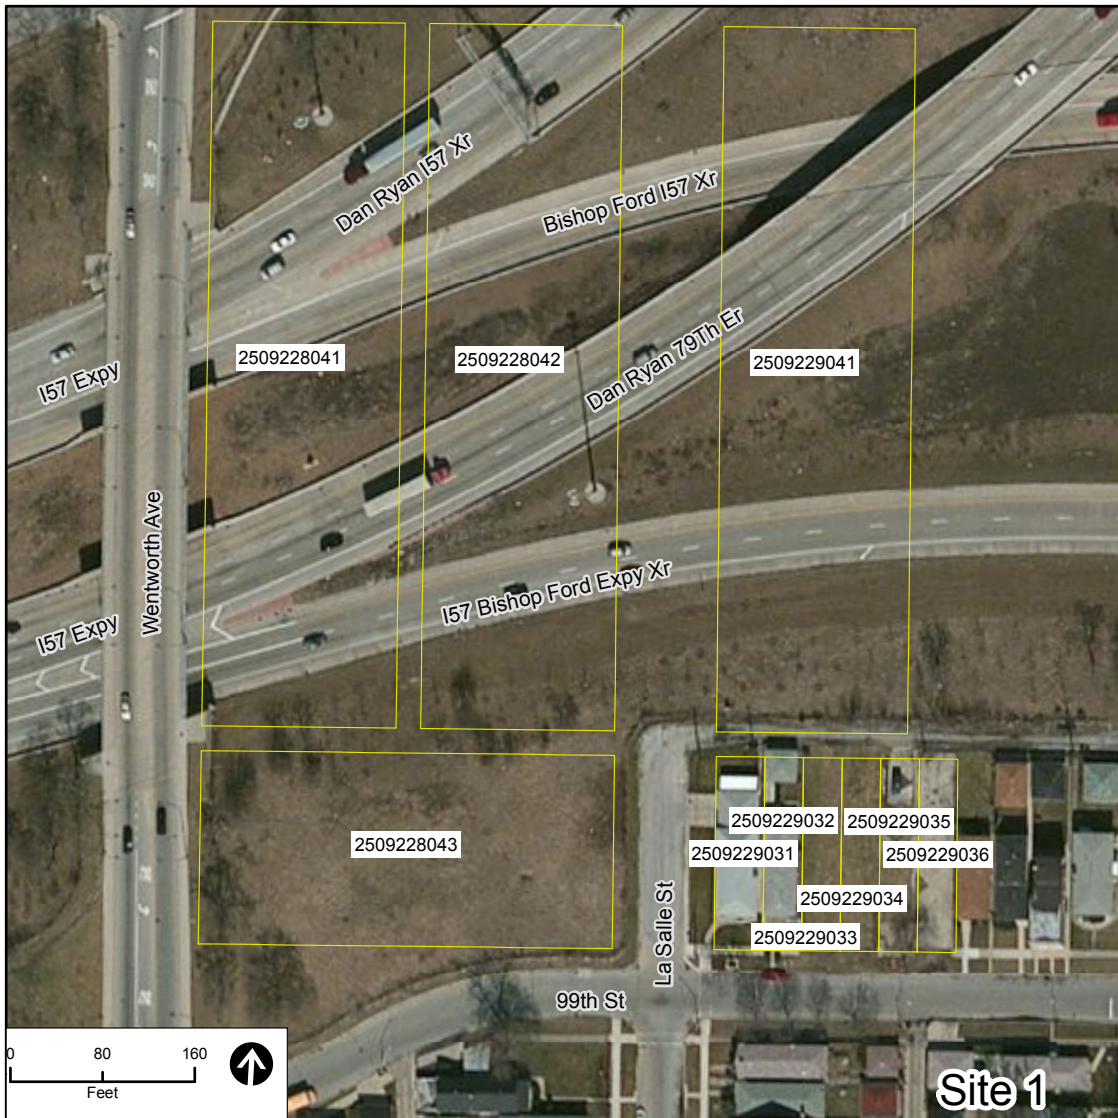 Dan Ryan I57 Xr
Bishop Ford I57 Xr
2509228041
2509228042
Dan Ryan 79Th Er
2509229041
I57 Expy
Wentworth Ave
I57 Bishop Ford Expy Xr
I57 Expy
2509228043
2509229032
2509229035
2509229031
2509229036
2509229034
2509229033
La Salle St
99th St
0 80 160
Feet
Site 1